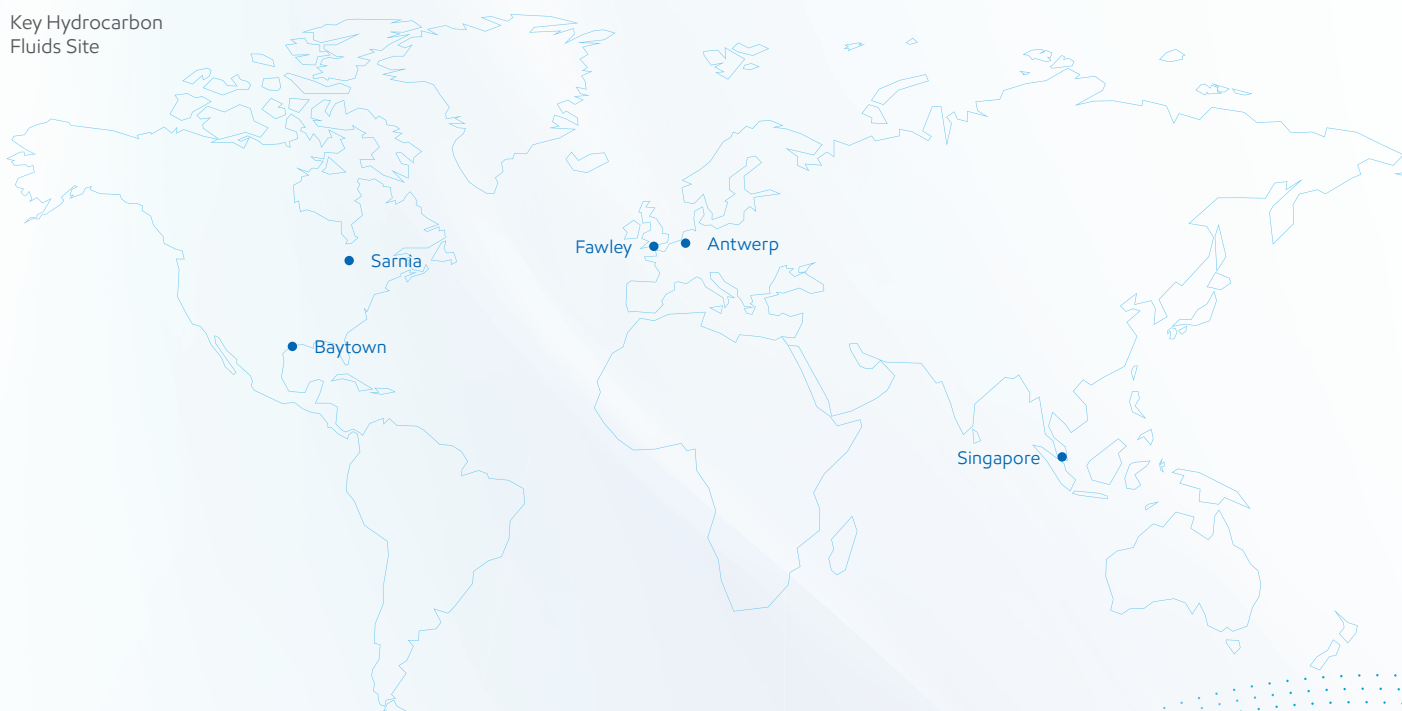 Key Hydrocarbon
Fluids Site
Fawley
Antwerp
Sarnia
Baytown
Singapore